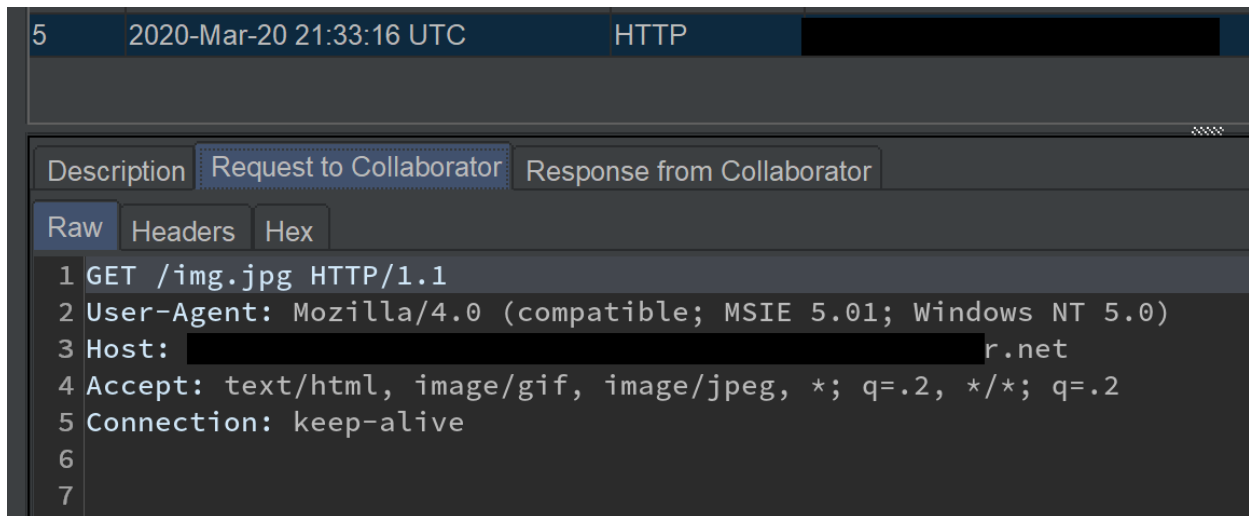 5 2020-Mar-20 21:33:16 UTC HTTP
Description Request to Collaborator Response from Collaborator
Raw Headers Hex
1 GET /img.jpg HTTP/1.1
2 User-Agent: Mozilla/4.0 (compatible; MSIE 5.01; Windows NT 5.0)
3 Host: r.net
4 Accept: text/html, image/gif, image/jpeg, *; q=.2, */*; q=.2
5 Connection: keep-alive
6
7